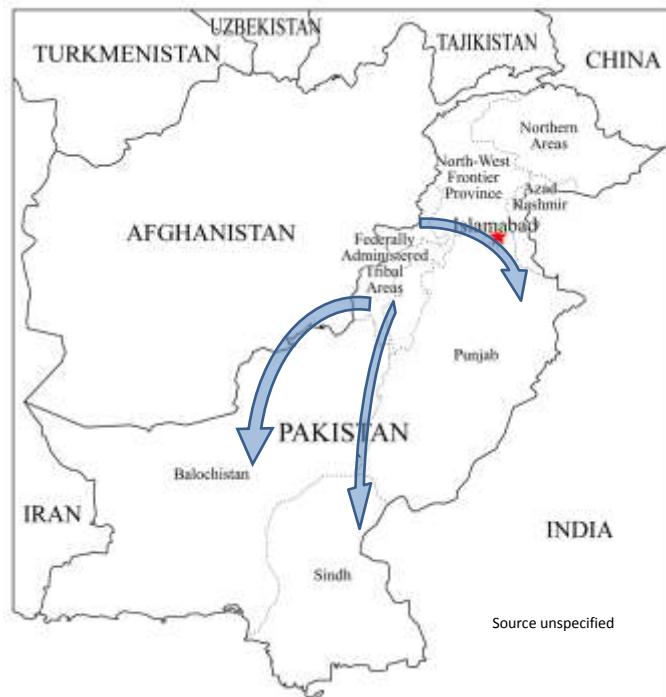 UZBEKISTAN
TAJIKISTAN
TURKMENISTAN
CHINA
Northern
Areas
North-West
Frontier
Province
Azad
Kashmir
Islamabad
AFGHANISTAN
Federally
Administered
Tribal
Areas
Punjab
PAKISTAN
Balochistan
IRAN
INDIA
Sindh
Source unspecified